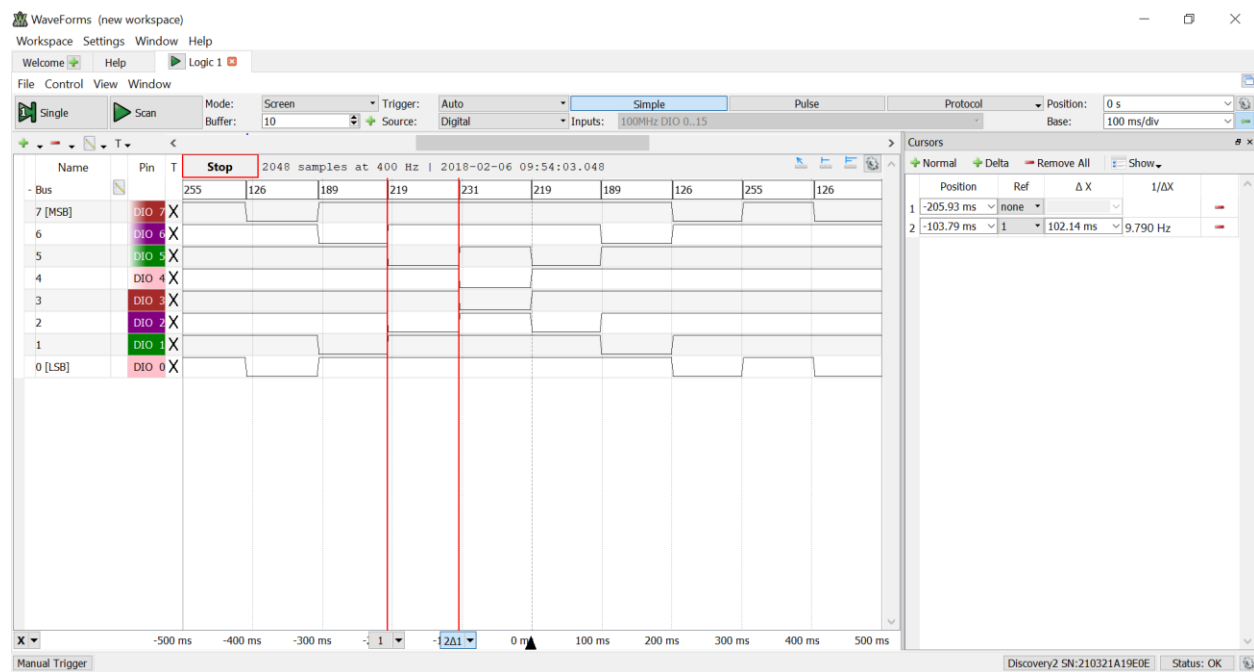 WaveForms (new workspace)
Workspace Settings Window Help
Welcome Help Logic 1
File Control View Window
Single Scan Mode: Screen Trigger: Auto Simple Pulse Protocol Position: 0 s
Buffer: 10 Source: Digital Inputs: 100MHz DIO 0..15 Base: 100 ms/div
T
Name Pin T Stop 2048 samples at 400 Hz | 2018-02-06 09:54:03.048
- Bus 255 126 189 219 231 219 189 126 255 126
7 [MSB] DIO 7 X
6 DIO 6 X
5 DIO 5 X
4 DIO 4 X
3 DIO 3 X
2 DIO 2 X
1 DIO 1 X
0 [LSB] DIO 0 X
X -500 ms -400 ms -300 ms 1 2Δ1 100 ms 200 ms 300 ms 400 ms 500 ms
Cursors
Normal Delta Remove All Show
Position Ref Δ X 1/ΔX
1 -205.93 ms none
2 -103.79 ms 1 102.14 ms 9.790 Hz
Manual Trigger Discovery2 SN:210321A19E0E Status: OK